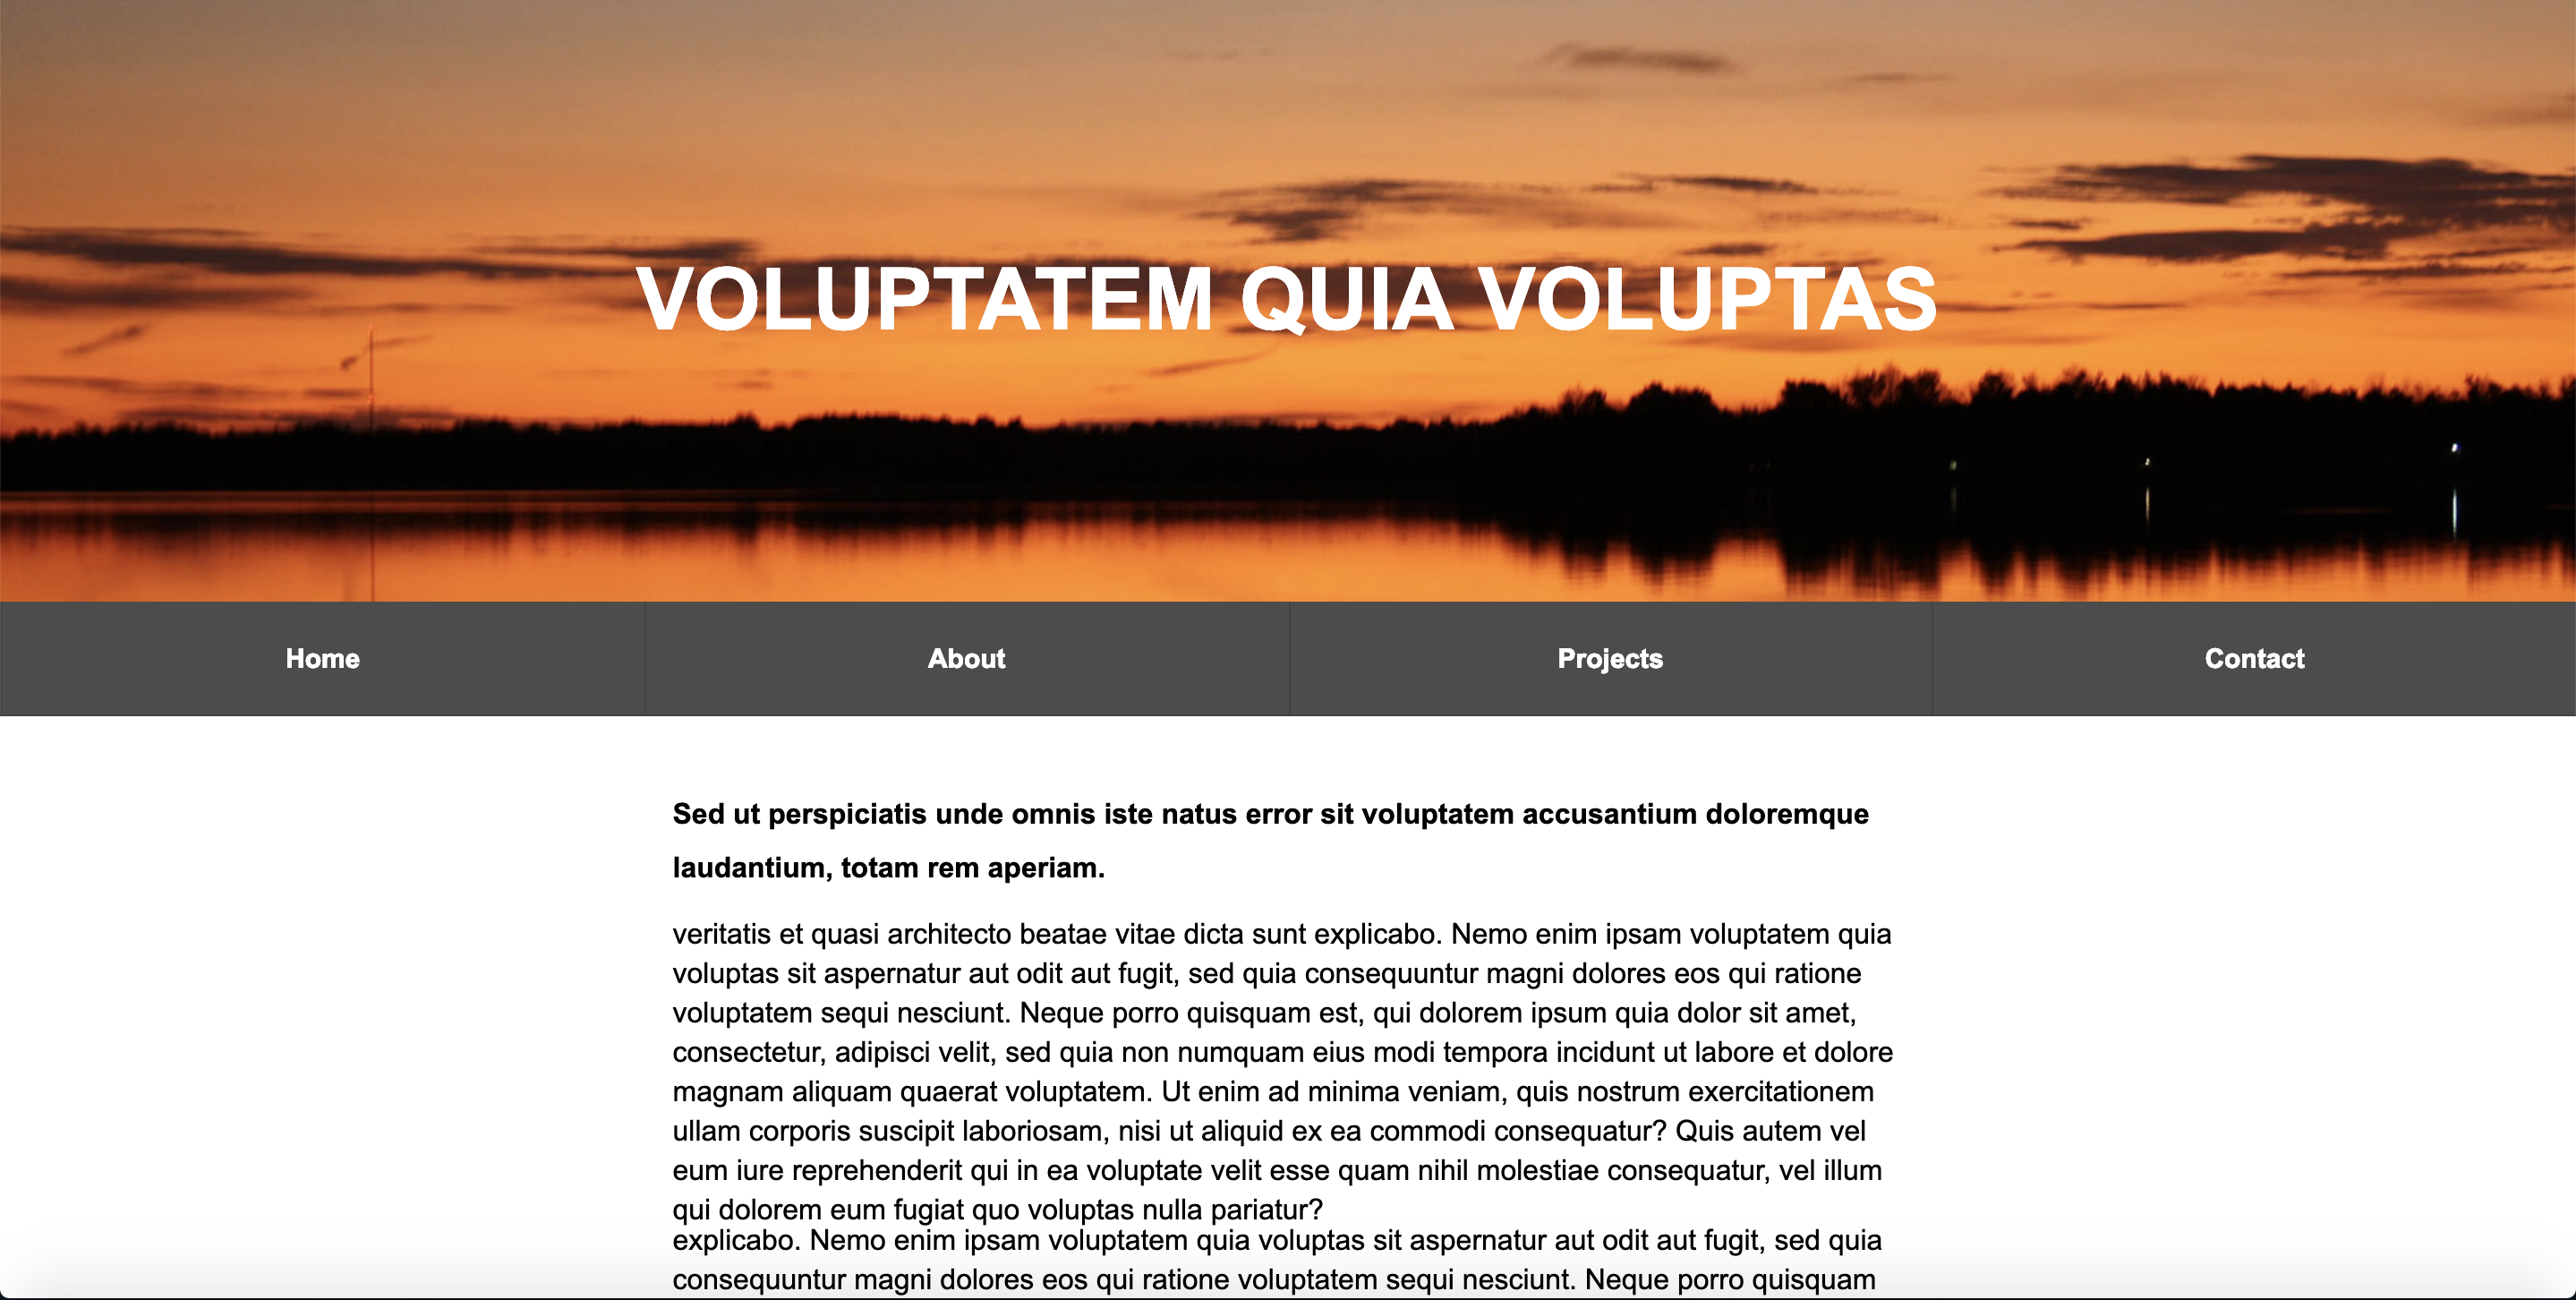 VOLUPTATEM QUIA VOLUPTAS
Home
About
Projects
Contact
Sed ut perspiciatis unde omnis iste natus error sit voluptatem accusantium doloremque
laudantium, totam rem aperiam.
veritatis et quasi architecto beatae vitae dicta sunt explicabo. Nemo enim ipsam voluptatem quia
voluptas sit aspernatur aut odit aut fugit, sed quia consequuntur magni dolores eos qui ratione
voluptatem sequi nesciunt. Neque porro quisquam est, qui dolorem ipsum quia dolor sit amet,
consectetur, adipisci velit, sed quia non numquam eius modi tempora incidunt ut labore et dolore
magnam aliquam quaerat voluptatem. Ut enim ad minima veniam, quis nostrum exercitationem
ullam corporis suscipit laboriosam, nisi ut aliquid ex ea commodi consequatur? Quis autem vel
eum iure reprehenderit qui in ea voluptate velit esse quam nihil molestiae consequatur, vel illum
qui dolorem eum fugiat quo voluptas nulla pariatur?
explicabo. Nemo enim ipsam voluptatem quia voluptas sit aspernatur aut odit aut fugit, sed quia
consequuntur magni dolores eos qui ratione voluptatem sequi nesciunt. Neque porro quisquam